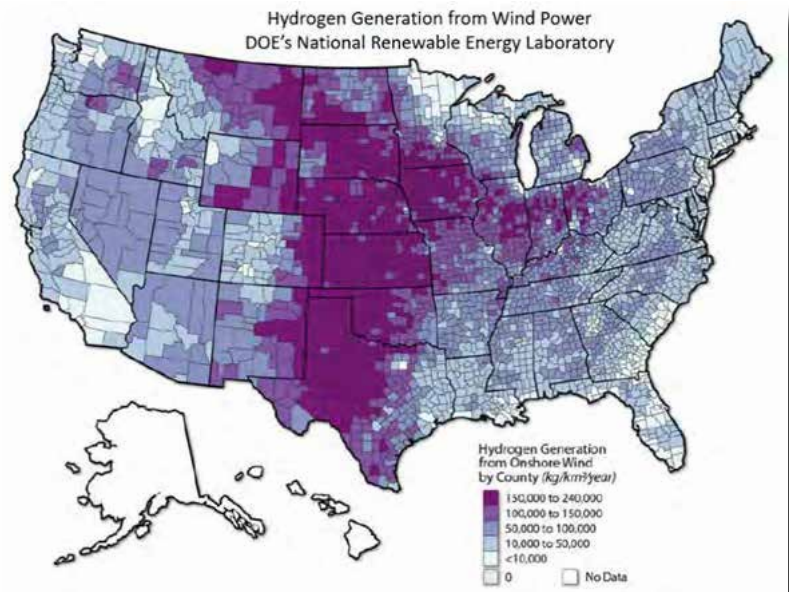 Hydrogen Generation from Wind Power
DOE's National Renewable Energy Laboratory
Hydrogen Generation
from Onshore Wind
by County (kg/km²/year)
150,000 to 240,000
100,000 to 150,000
50,000 to 100,000
10,000 to 50,000
<10,000
0 No Data